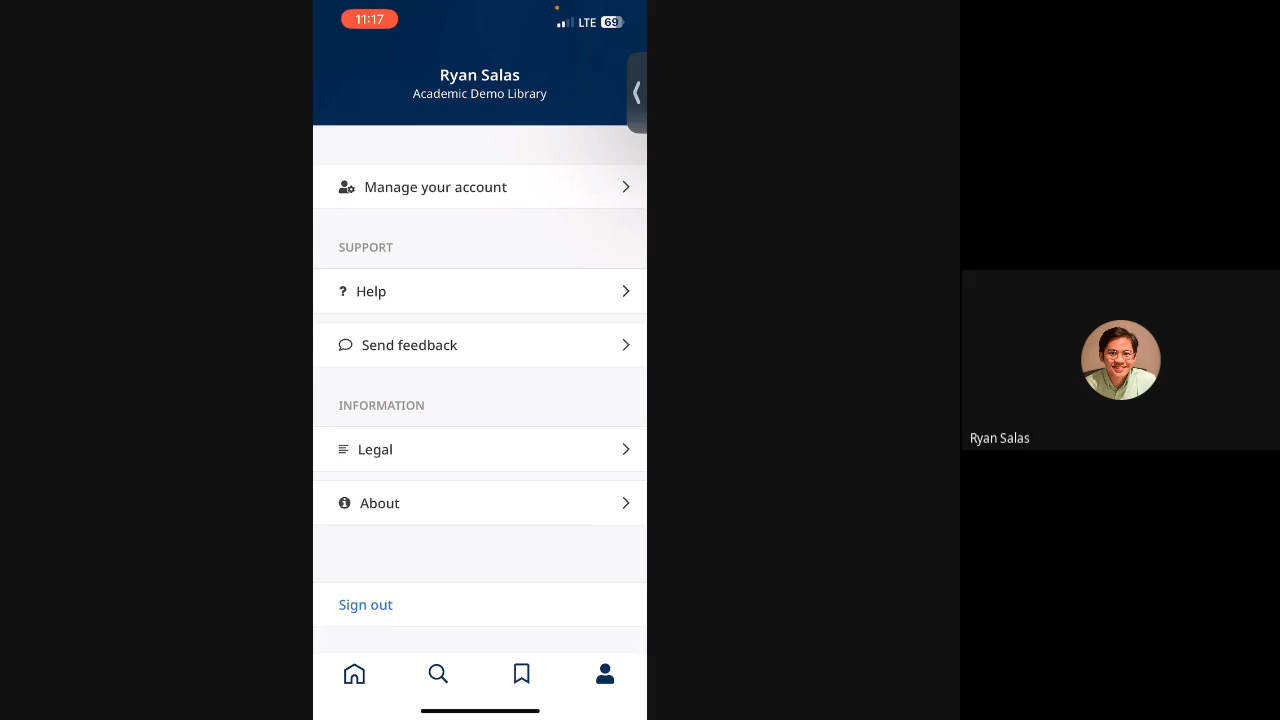 11:17
LTE 69
Ryan Salas
Academic Demo Library
Manage your account
SUPPORT
? Help
Send feedback
INFORMATION
Legal
About
Sign out
Ryan Salas